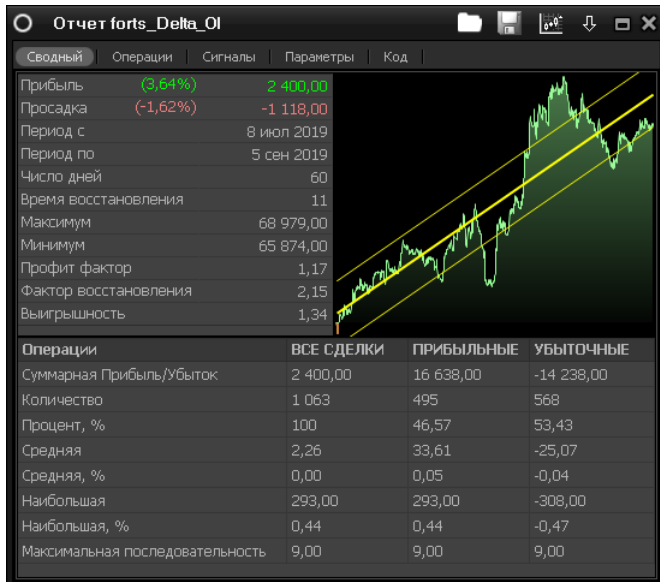 Отчет forts_Delta_OI
Сводный Операции Сигналы Параметры Код
Прибыль (3,64%) 2 400,00
Просадка (-1,62%) -1 118,00
Период с 8 июл 2019
Период по 5 сен 2019
Число дней 60
Время восстановления 11
Максимум 68 979,00
Минимум 65 874,00
Профит фактор 1,17
Фактор восстановления 2,15
Выигрышность 1,34
Операции ВСЕ СДЕЛКИ ПРИБЫЛЬНЫЕ УБЫТОЧНЫЕ
Суммарная Прибыль/Убыток 2 400,00 16 638,00 -14 238,00
Количество 1 063 495 568
Процент, % 100 46,57 53,43
Средняя 2,26 33,61 -25,07
Средняя, % 0,00 0,05 -0,04
Наибольшая 293,00 293,00 -308,00
Наибольшая, % 0,44 0,44 -0,47
Максимальная последовательность 9,00 9,00 9,00